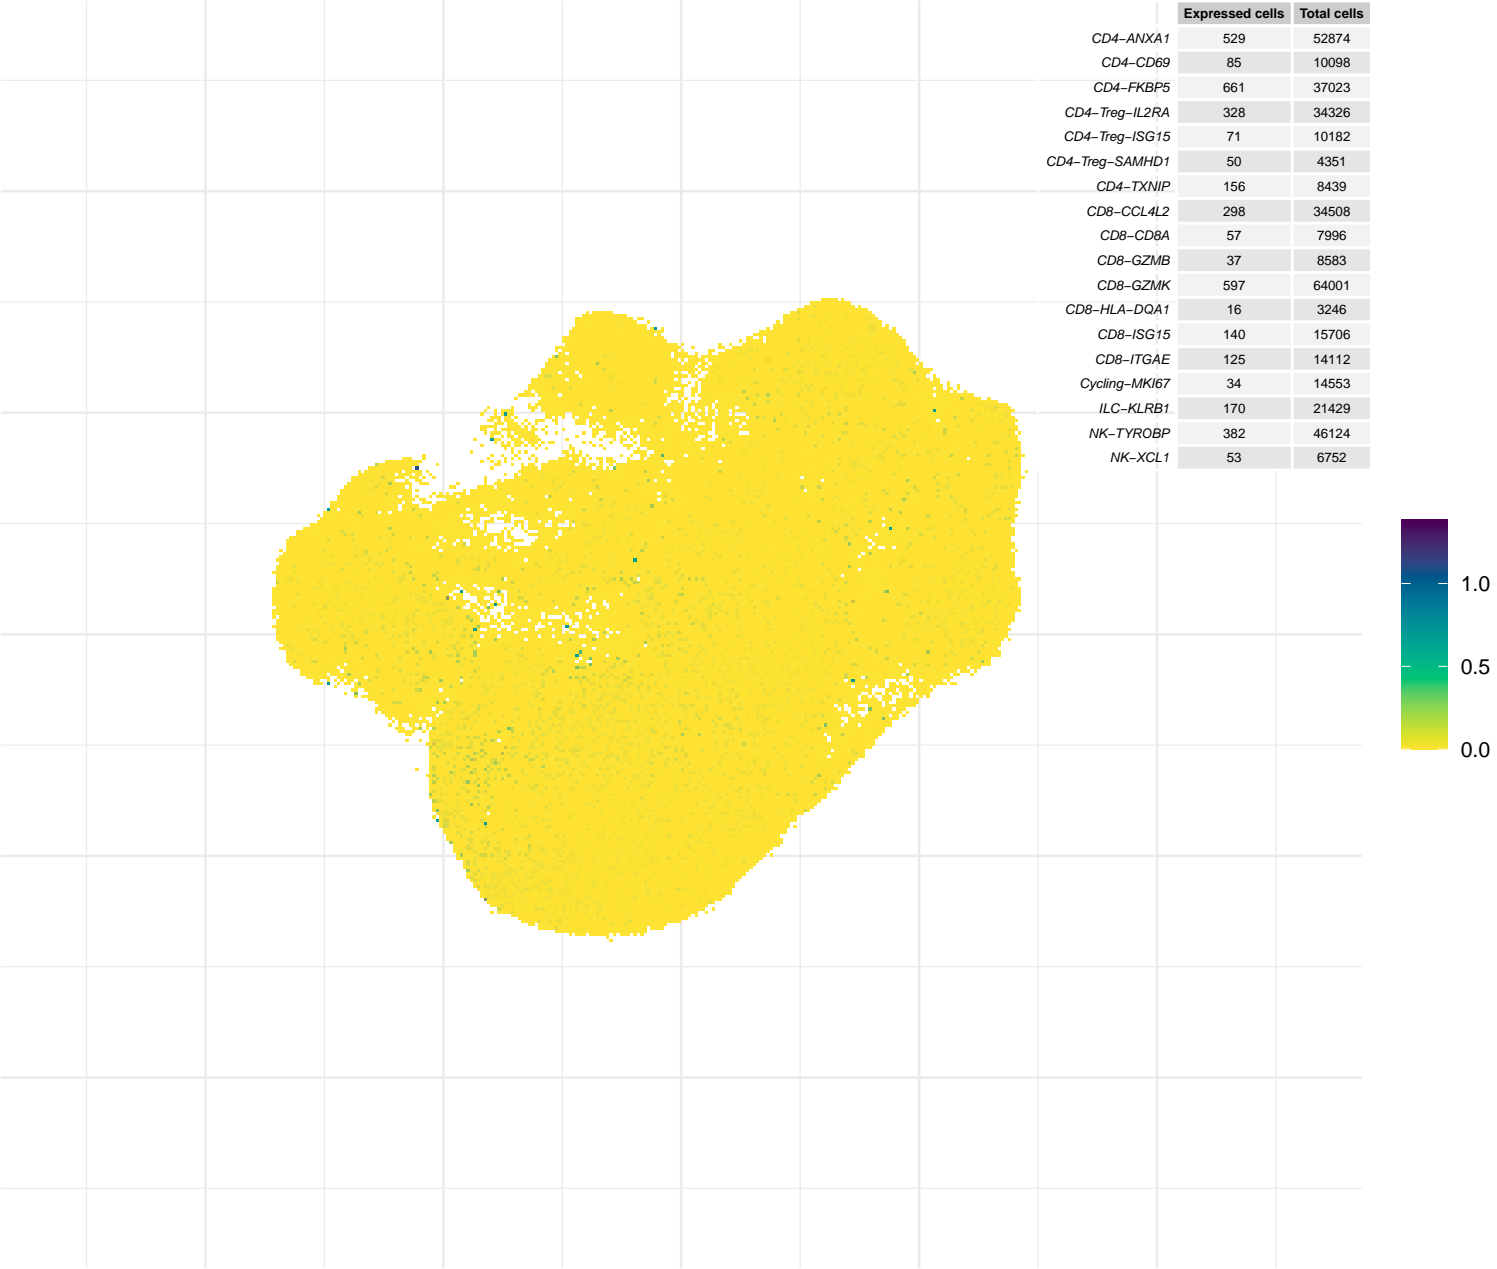 Expressed cells Total cells
CD4−ANXA1 529 52874
CD4−CD69 85 10098
CD4−FKBP5 661 37023
CD4−Treg−IL2RA 328 34326
CD4−Treg−ISG15 71 10182
CD4−Treg−SAMHD1 50 4351
CD4−TXNIP 156 8439
CD8−CCL4L2 298 34508
CD8−CD8A 57 7996
CD8−GZMB 37 8583
CD8−GZMK 597 64001
CD8−HLA−DQA1 16 3246
CD8−ISG15 140 15706
CD8−ITGAE 125 14112
Cycling−MKI67 34 14553
ILC−KLRB1 170 21429
NK−TYROBP 382 46124
NK−XCL1 53 6752
1.0
0.5
0.0